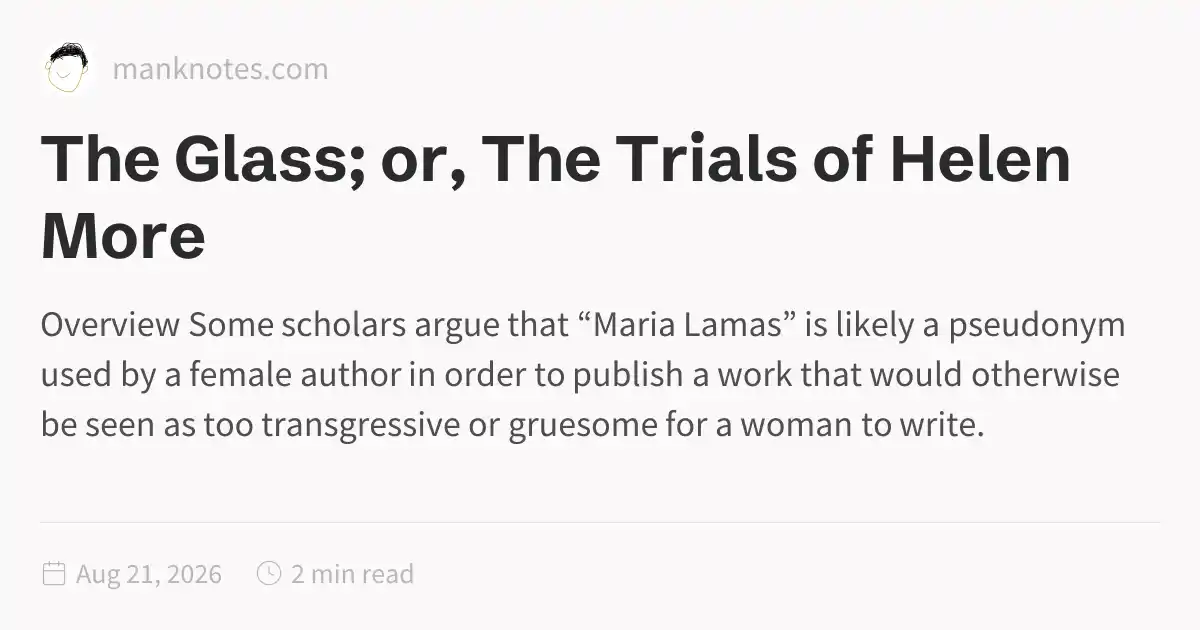 manknotes.com
The Glass; or, The Trials of Helen
More
Overview Some scholars argue that “Maria Lamas” is likely a pseudonym
used by a female author in order to publish a work that would otherwise
be seen as too transgressive or gruesome for a woman to write.
Aug 21, 2026 2 min read